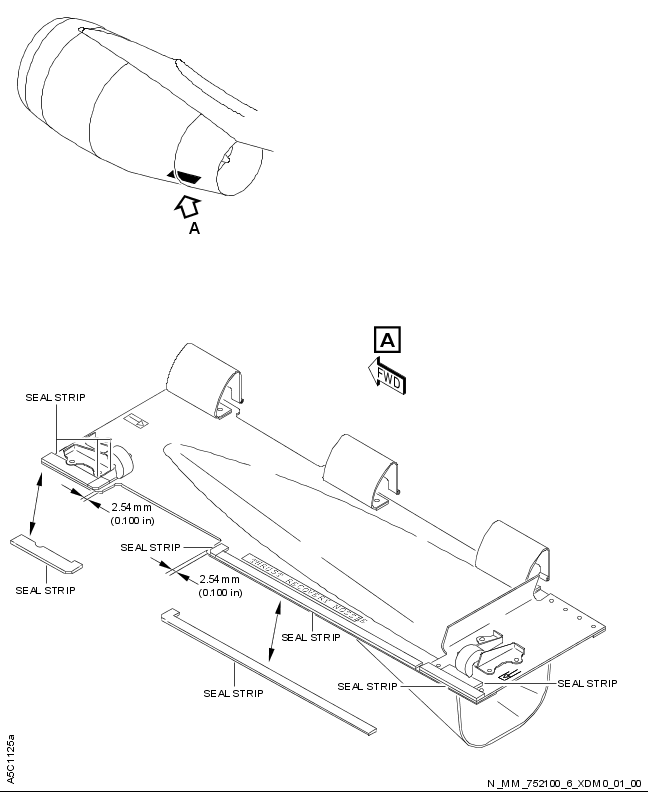 A
A
FWD
SEAL STRIP
2.54 mm
(0.100 in)
SEAL STRIP
SEAL STRIP
2.54 mm
(0.100 in)
RECOVERY
SEAL STRIP
SEAL STRIP
SEAL STRIP
SEAL STRIP
A5C1125a
N_MM_752100_6_XDM0_01_00